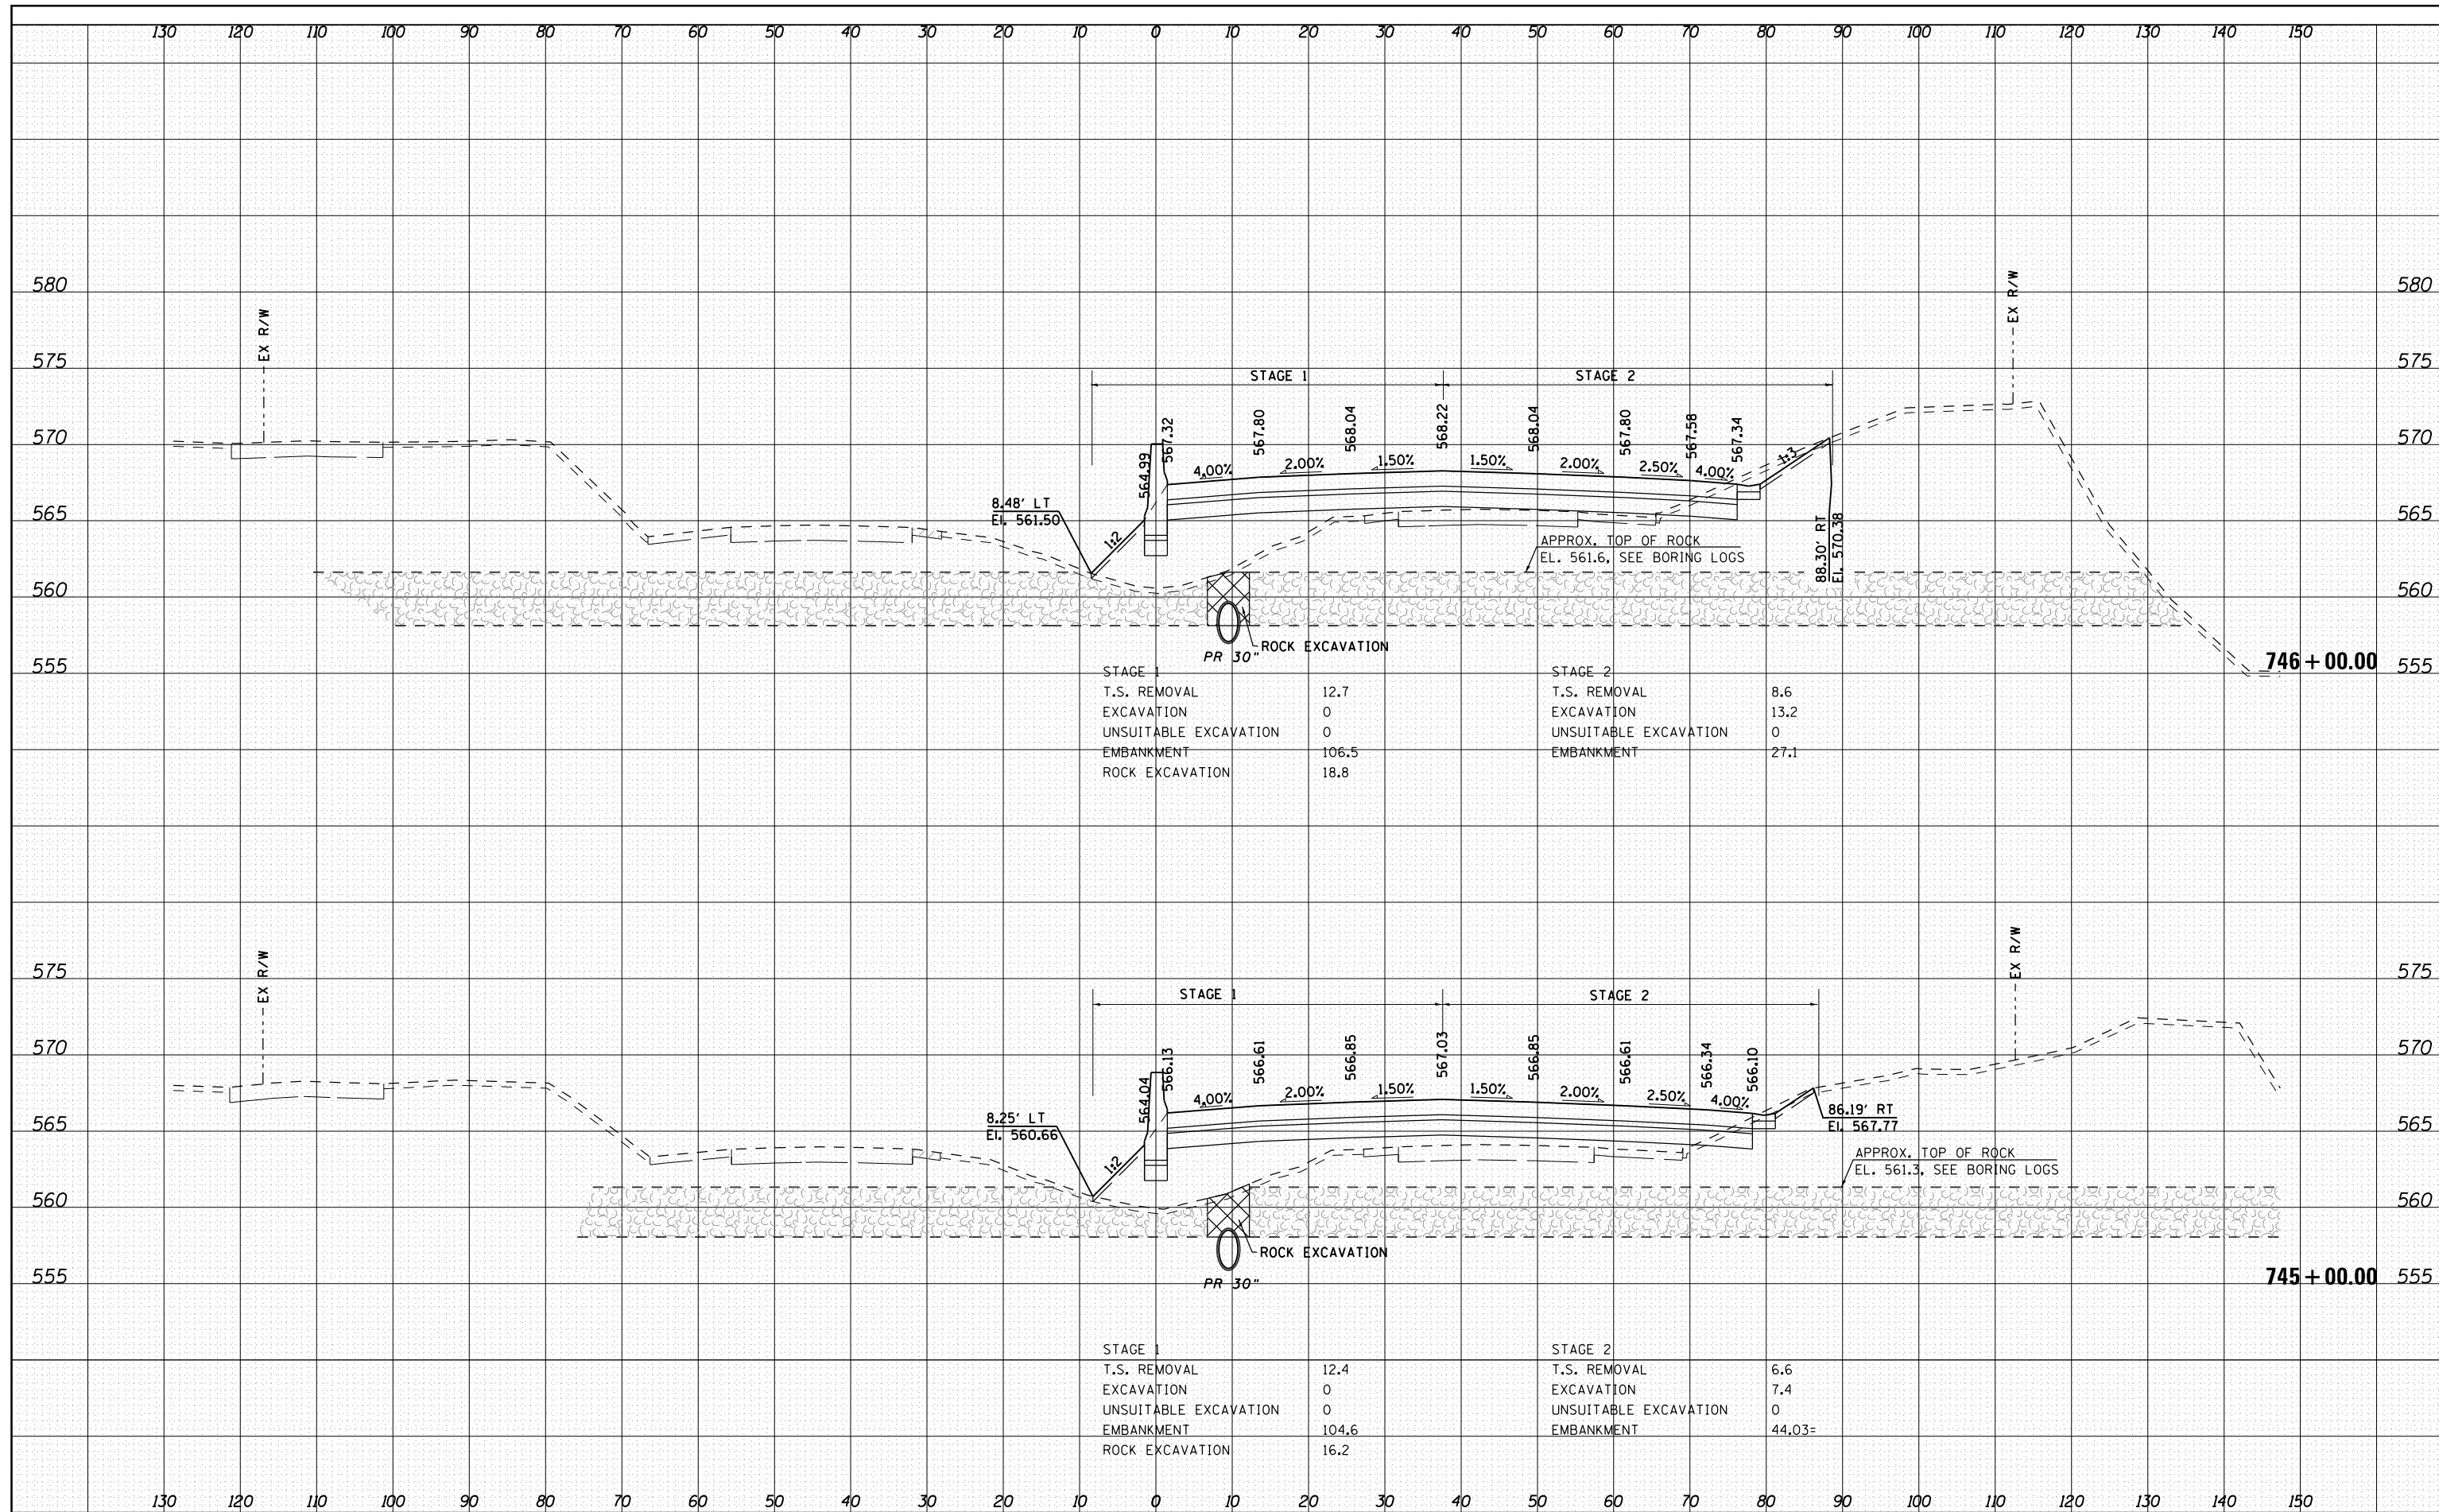 130 120 110 100 90 80 70 60 50 40 30 20 10 0 10 20 30 40 50 60 70 80 90 100 110 120 130 140 150
580 580
EX R/W
EX R/W
575 575
STAGE 1 STAGE 2
567.32 567.80 568.04 568.22 568.04 567.80 567.58 567.34
570 570
564.99
4.00% 2.00% 1.50% 1.50% 2.00% 2.50% 4.00% 1:3
8.48' LT
El. 561.50
565 565
1:2
APPROX. TOP OF ROCK
EL. 561.6, SEE BORING LOGS
88.30' RT
El. 570.38
560 560
ROCK EXCAVATION
PR 30"
746+00.00
555 555
STAGE 1
T.S. REMOVAL 12.7
EXCAVATION 0
UNSUITABLE EXCAVATION 0
EMBANKMENT 106.5
ROCK EXCAVATION 18.8
STAGE 2
T.S. REMOVAL 8.6
EXCAVATION 13.2
UNSUITABLE EXCAVATION 0
EMBANKMENT 27.1
EX R/W
EX R/W
575 575
STAGE 1 STAGE 2
566.13 566.61 566.85 567.03 566.85 566.61 566.34 566.10
570 570
564.04
4.00% 2.00% 1.50% 1.50% 2.00% 2.50% 4.00%
8.25' LT
El. 560.66
86.19' RT
El. 567.77
565 565
1:2
APPROX. TOP OF ROCK
EL. 561.3, SEE BORING LOGS
560 560
ROCK EXCAVATION
PR 30"
745+00.00
555 555
STAGE 1
T.S. REMOVAL 12.4
EXCAVATION 0
UNSUITABLE EXCAVATION 0
EMBANKMENT 104.6
ROCK EXCAVATION 16.2
STAGE 2
T.S. REMOVAL 6.6
EXCAVATION 7.4
UNSUITABLE EXCAVATION 0
EMBANKMENT 44.03=
130 120 110 100 90 80 70 60 50 40 30 20 10 0 10 20 30 40 50 60 70 80 90 100 110 120 130 140 150